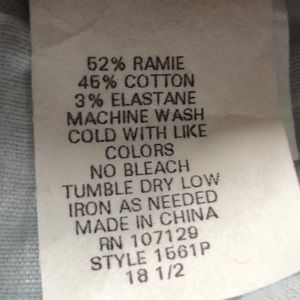 52% RAMIE
45% COTTON
3% ELASTANE
MACHINE WASH
COLD WITH LIKE
COLORS
NO BLEACH
TUMBLE DRY LOW
IRON AS NEEDED
MADE IN CHINA
RN 107129
STYLE 1561P
18 1/2